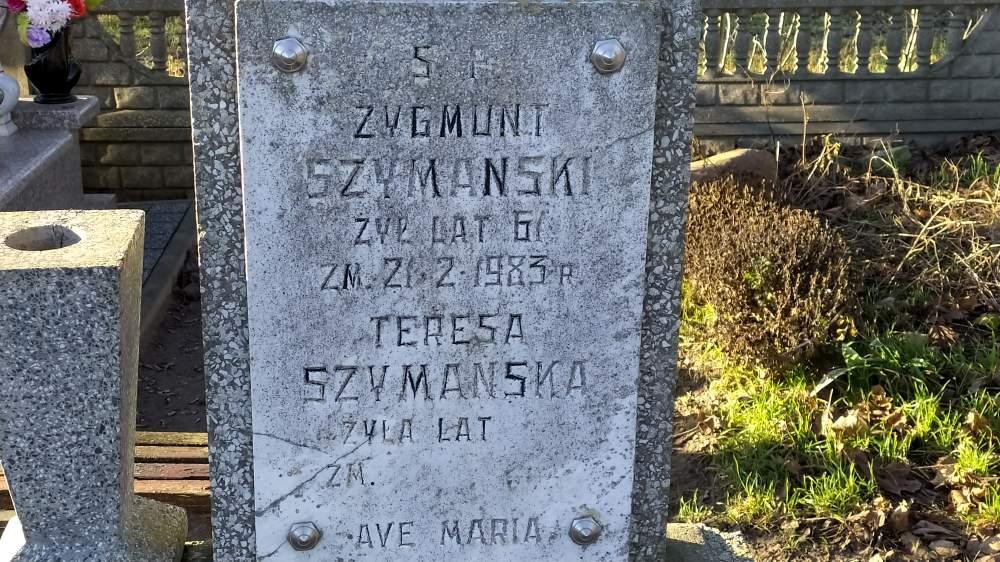 S †
ZYGMUNT
SZYMAŃSKI
ŻYŁ LAT 61
ZM. 21·2·1983 R
TERESA
SZYMAŃSKA
ŻYŁA LAT
ZM.
AVE MARIA